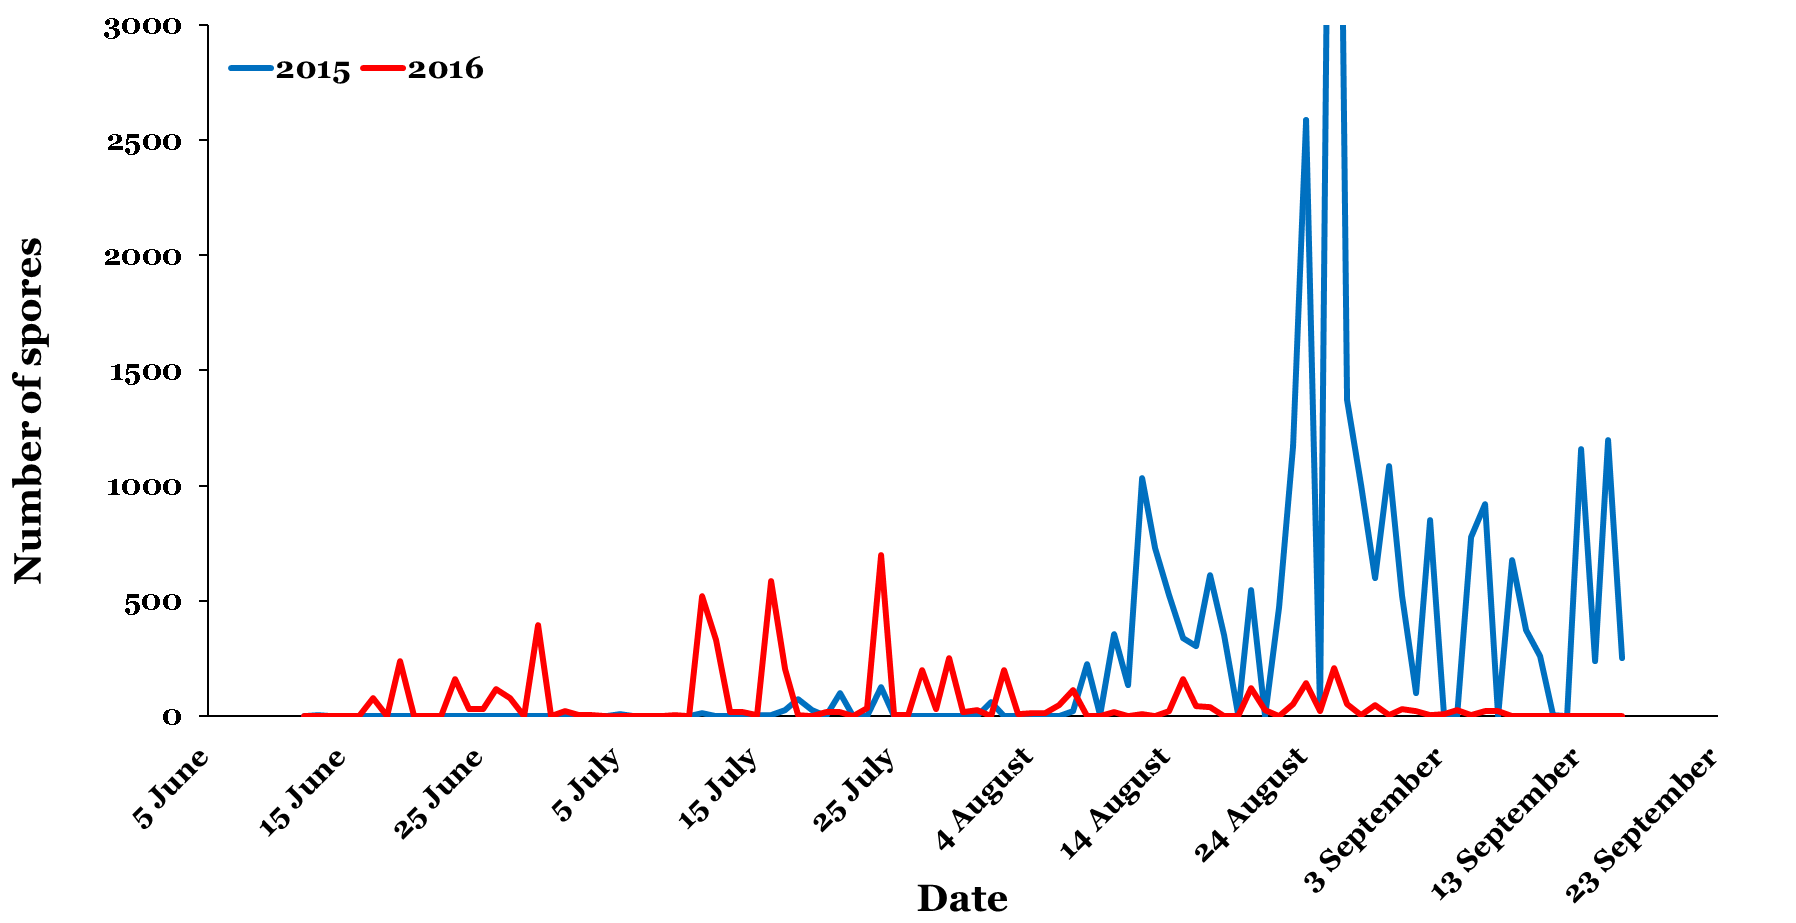 Number of spores
3000
2500
2000
1500
1000
500
0
2015 2016
5 June
15 June
25 June
5 July
15 July
25 July
4 August
14 August
24 August
3 September
13 September
23 September
Date